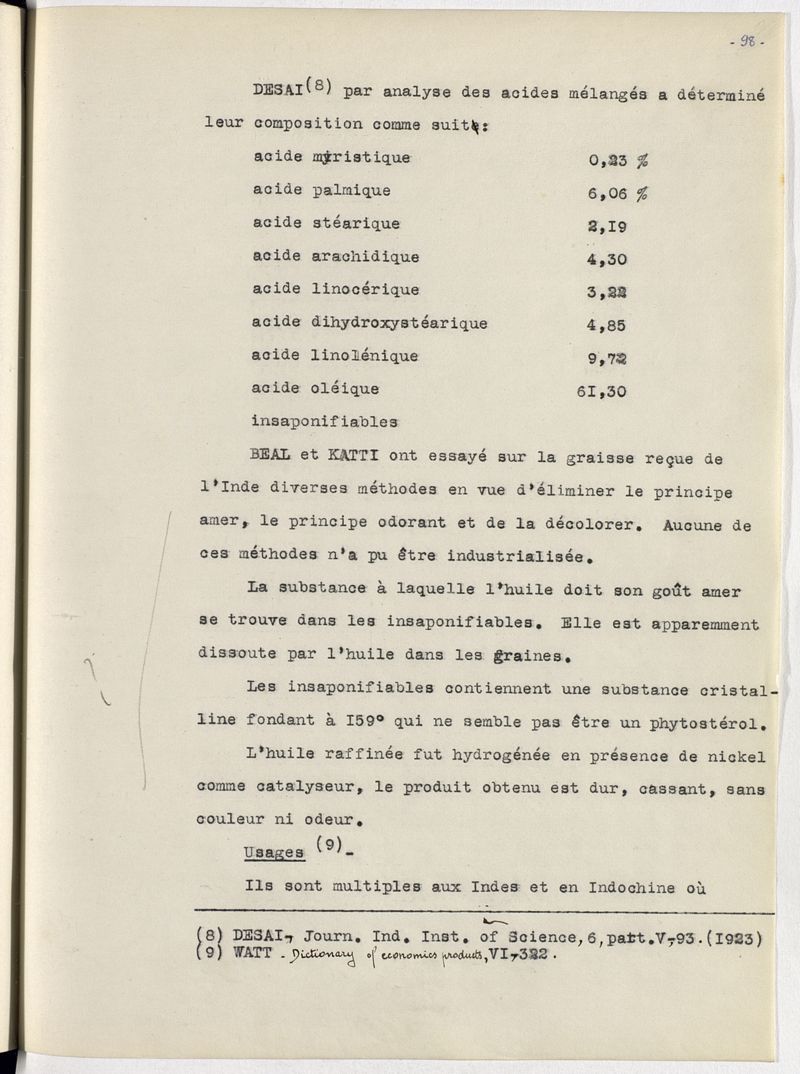 - 98 -
DESAI(8) par analyse des acides mélangés a déterminé
leur composition comme suit:
acide myristique 0,23 %
acide palmique 6,06 %
acide stéarique 2,19
acide arachidique 4,30
acide linocérique 3,22
acide dihydroxystéarique 4,85
acide linolénique 9,72
acide oléique 6I,30
insaponifiables
BEAL et KATTI ont essayé sur la graisse reçue de
l'Inde diverses méthodes en vue d'éliminer le principe
amer, le principe odorant et de la décolorer. Aucune de
ces méthodes n'a pu être industrialisée.
La substance à laquelle l'huile doit son goût amer
se trouve dans les insaponifiables. Elle est apparemment
dissoute par l'huile dans les graines.
Les insaponifiables contiennent une substance cristal-
line fondant à I59° qui ne semble pas être un phytostérol.
L'huile raffinée fut hydrogénée en présence de nickel
comme catalyseur, le produit obtenu est dur, cassant, sans
couleur ni odeur.
Usages (9)-
Ils sont multiples aux Indes et en Indochine où
(8) DESAI, Journ. Ind. Inst. of Science, 6, part.V,93.(I923)
(9) WATT - Dictionary of economics products, VI,322.